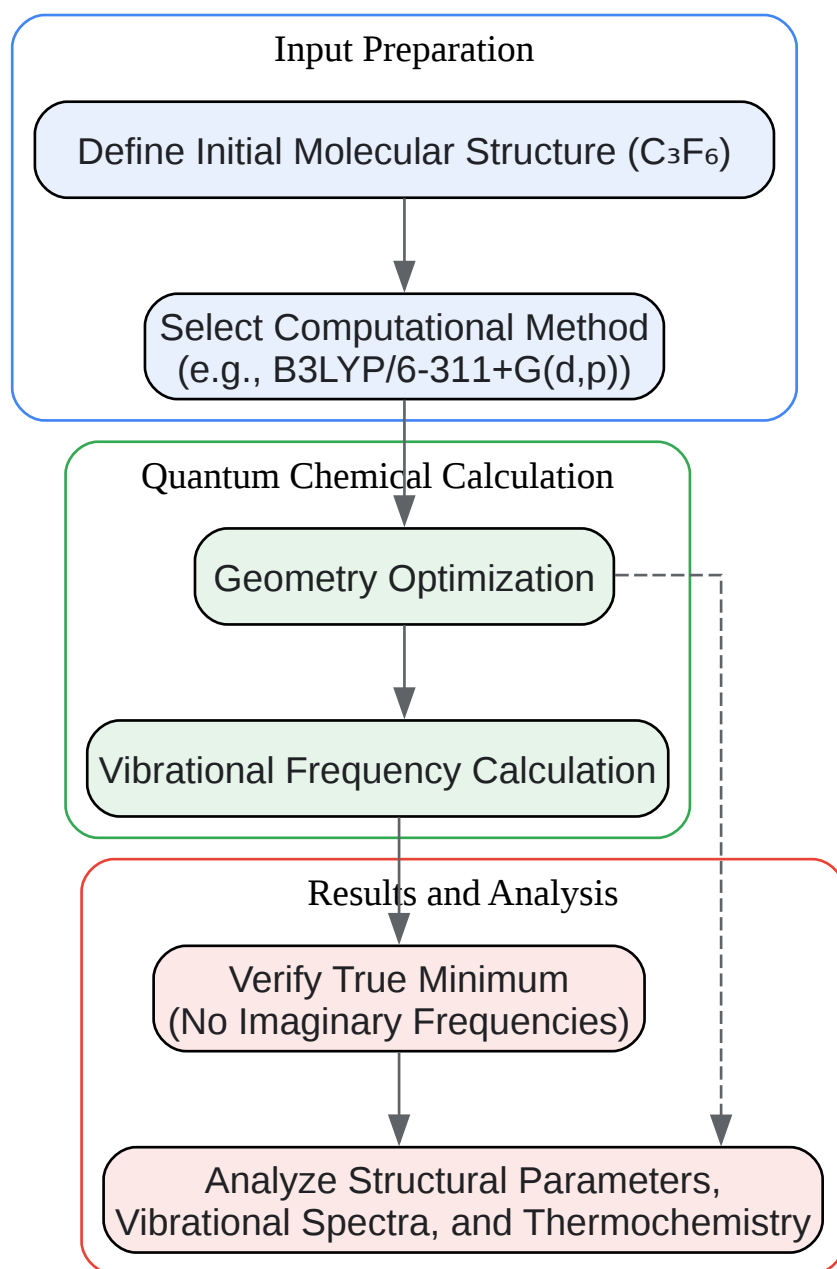 Input Preparation
Define Initial Molecular Structure (C₃F₆)
Select Computational Method
(e.g., B3LYP/6-311+G(d,p))
Quantum Chemical Calculation
Geometry Optimization
Vibrational Frequency Calculation
Results and Analysis
Verify True Minimum
(No Imaginary Frequencies)
Analyze Structural Parameters,
Vibrational Spectra, and Thermochemistry